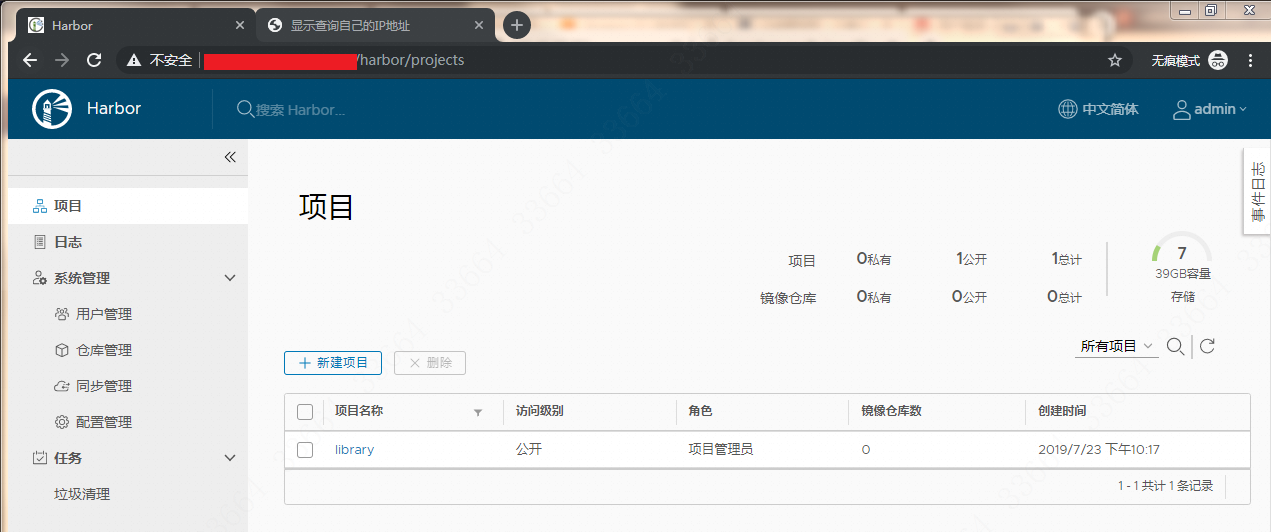 Harbor
显示查询自己的IP地址
不安全 /harbor/projects
无痕模式
Harbor
搜索 Harbor...
中文简体
admin
事件日志
项目
日志
系统管理
用户管理
仓库管理
同步管理
配置管理
任务
垃圾清理
项目
项目 0私有 1公开 1总计
镜像仓库 0私有 0公开 0总计
7
39GB容量
存储
新建项目 删除
所有项目
项目名称 访问级别 角色 镜像仓库数 创建时间
library 公开 项目管理员 0 2019/7/23 下午10:17
1 - 1 共计 1 条记录
33664 33664 33664 33664